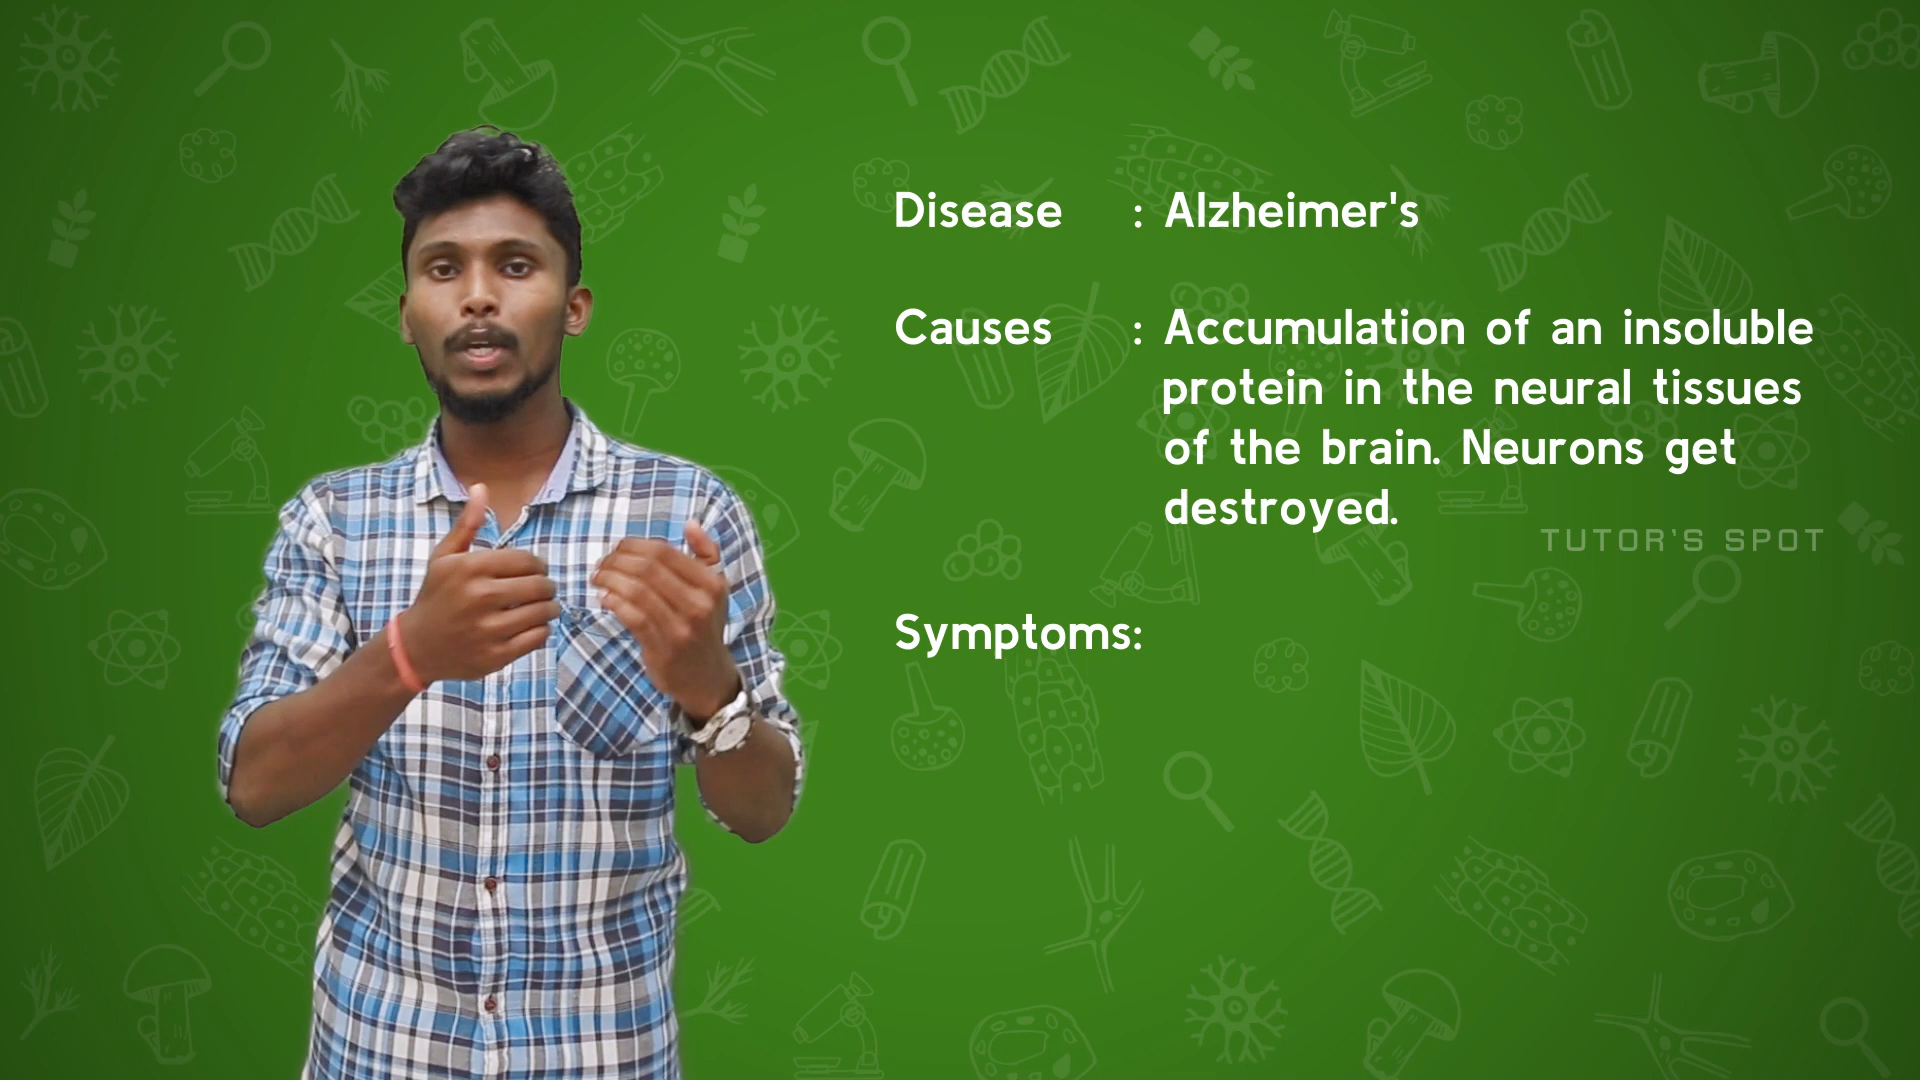 Disease : Alzheimer's
Causes : Accumulation of an insoluble
protein in the neural tissues
of the brain. Neurons get
destroyed.
TUTOR'S SPOT
Symptoms: